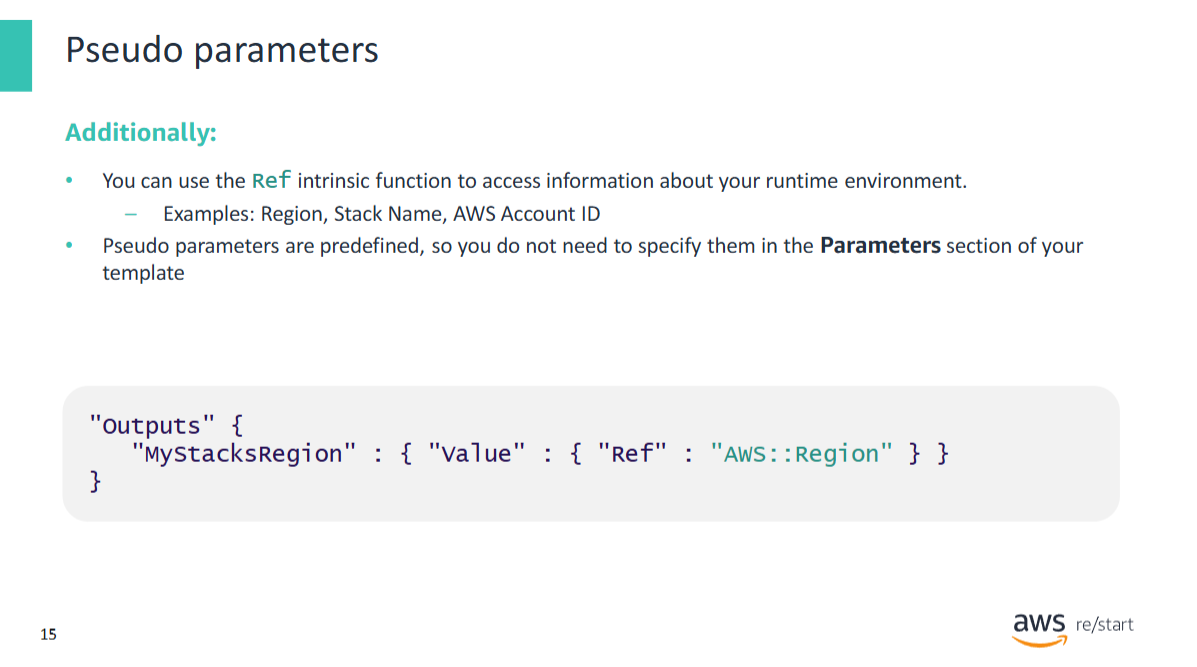 Pseudo parameters
Additionally:
• You can use the Ref intrinsic function to access information about your runtime environment.
– Examples: Region, Stack Name, AWS Account ID
• Pseudo parameters are predefined, so you do not need to specify them in the Parameters section of your
template
"Outputs" {
"MyStacksRegion" : { "Value" : { "Ref" : "AWS::Region" } }
}
15
aws re/start